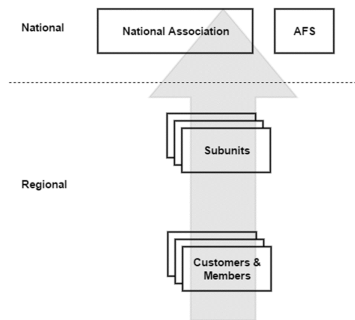 National
National Association
AFS
Subunits
Regional
Customers &
Members